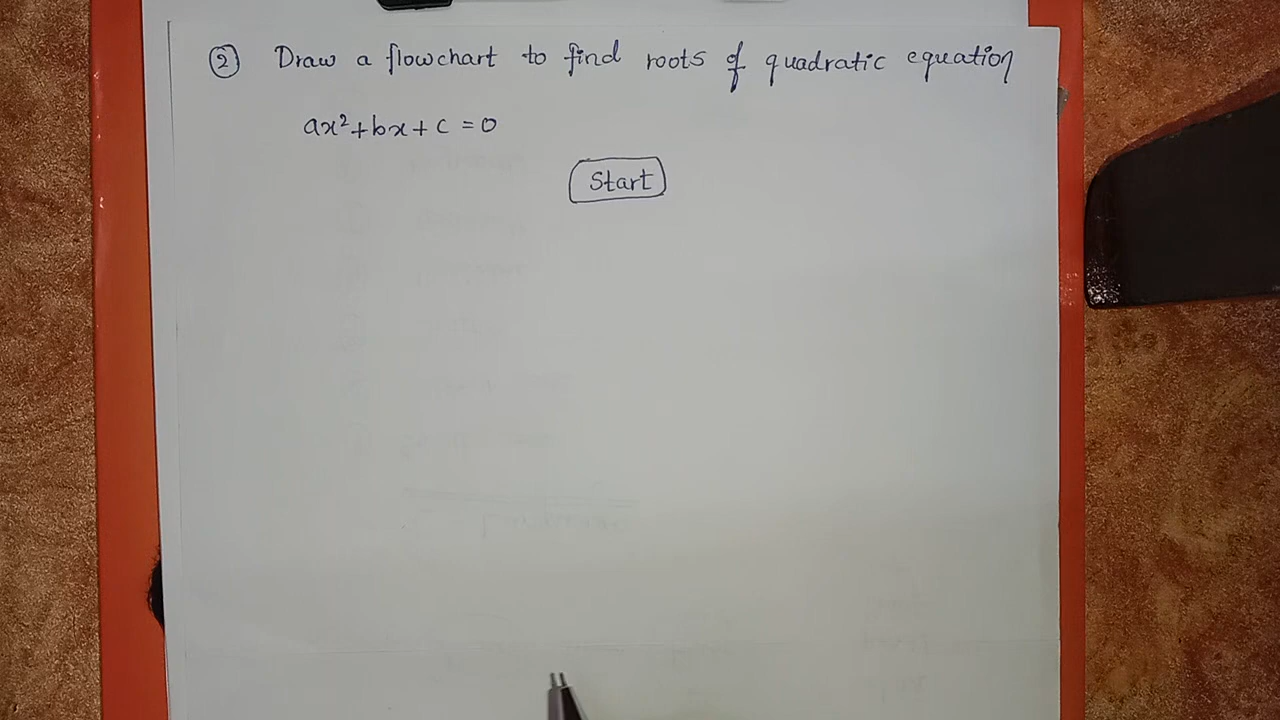 ② Draw a flowchart to find roots of quadratic equation
ax²+bx+c=0
Start